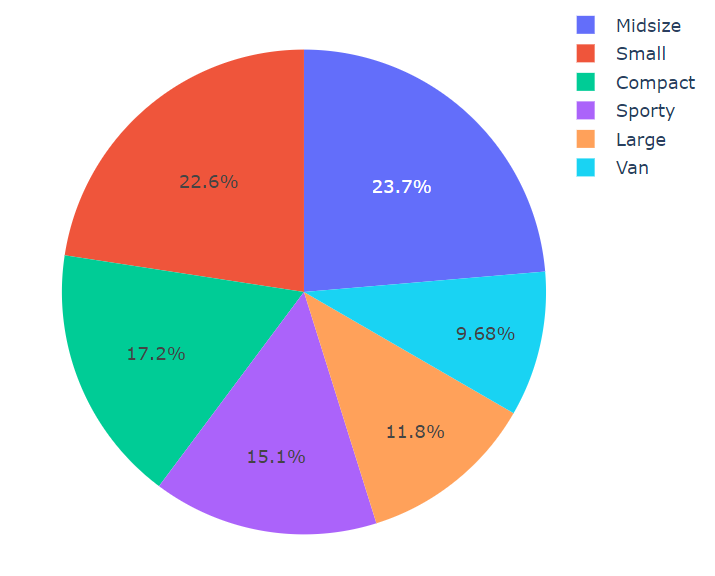 Midsize
Small
Compact
Sporty
Large
Van
22.6%
23.7%
9.68%
17.2%
11.8%
15.1%